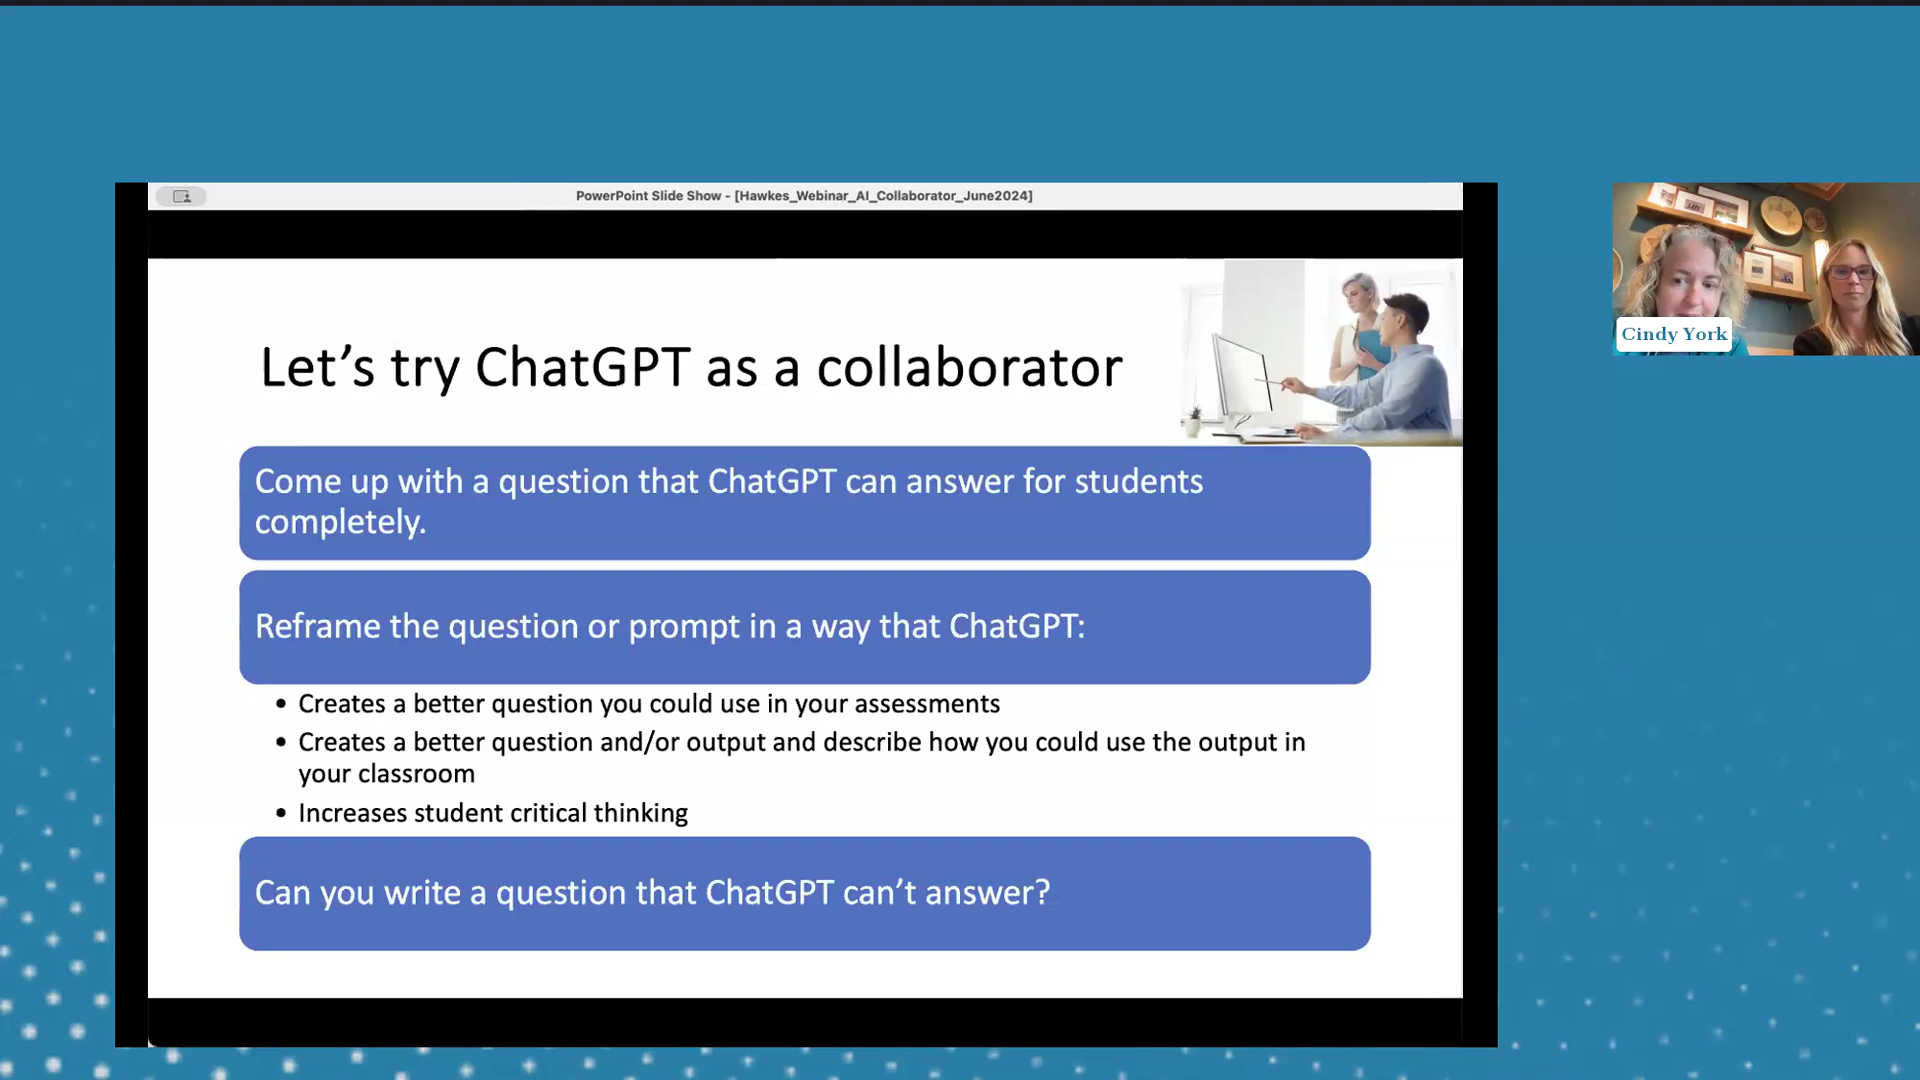 PowerPoint Slide Show - [Hawkes_Webinar_AI_Collaborator_June2024]
Let's try ChatGPT as a collaborator
Cindy York
Come up with a question that ChatGPT can answer for students
completely.
Reframe the question or prompt in a way that ChatGPT:
• Creates a better question you could use in your assessments
• Creates a better question and/or output and describe how you could use the output in
your classroom
• Increases student critical thinking
Can you write a question that ChatGPT can't answer?